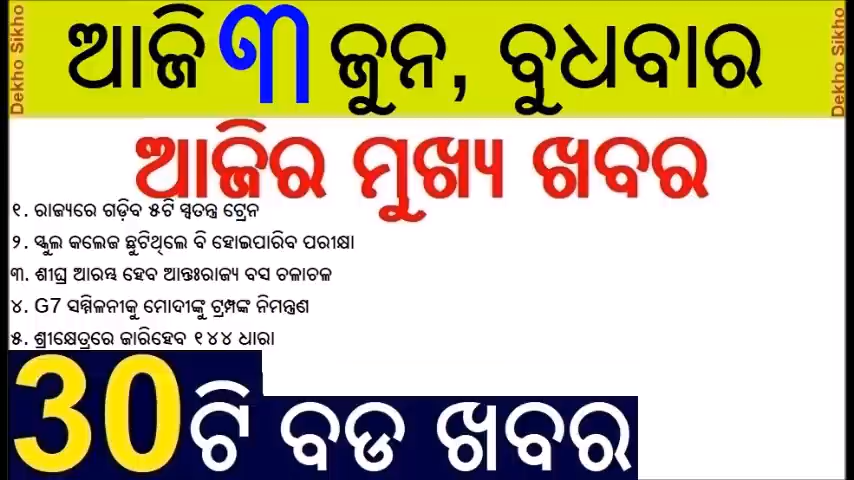 ଆଜି ୩ ଜୁନ, ବୁଧବାର
Dekho Sikho
Dekho Sikho
ଆଜିର ମୁଖ୍ୟ ଖବର
୧. ରାଜ୍ୟରେ ଗଡ଼ିବ ୫ଟି ସ୍ୱତନ୍ତ୍ର ଟ୍ରେନ
୨. ସ୍କୁଲ କଲେଜ ଛୁଟିଥିଲେ ବି ହୋଇପାରିବ ପରୀକ୍ଷା
୩. ଶୀଘ୍ର ଆରମ୍ଭ ହେବ ଆନ୍ତଃରାଜ୍ୟ ବସ ଚଳାଚଳ
୪. G7 ସମ୍ମିଳନୀକୁ ମୋଦୀଙ୍କୁ ଟ୍ରମ୍ପଙ୍କ ନିମନ୍ତ୍ରଣ
୫. ଶ୍ରୀକ୍ଷେତ୍ରରେ ଜାରିହେବ ୧୪୪ ଧାରା
30ଟି ବଡ ଖବର